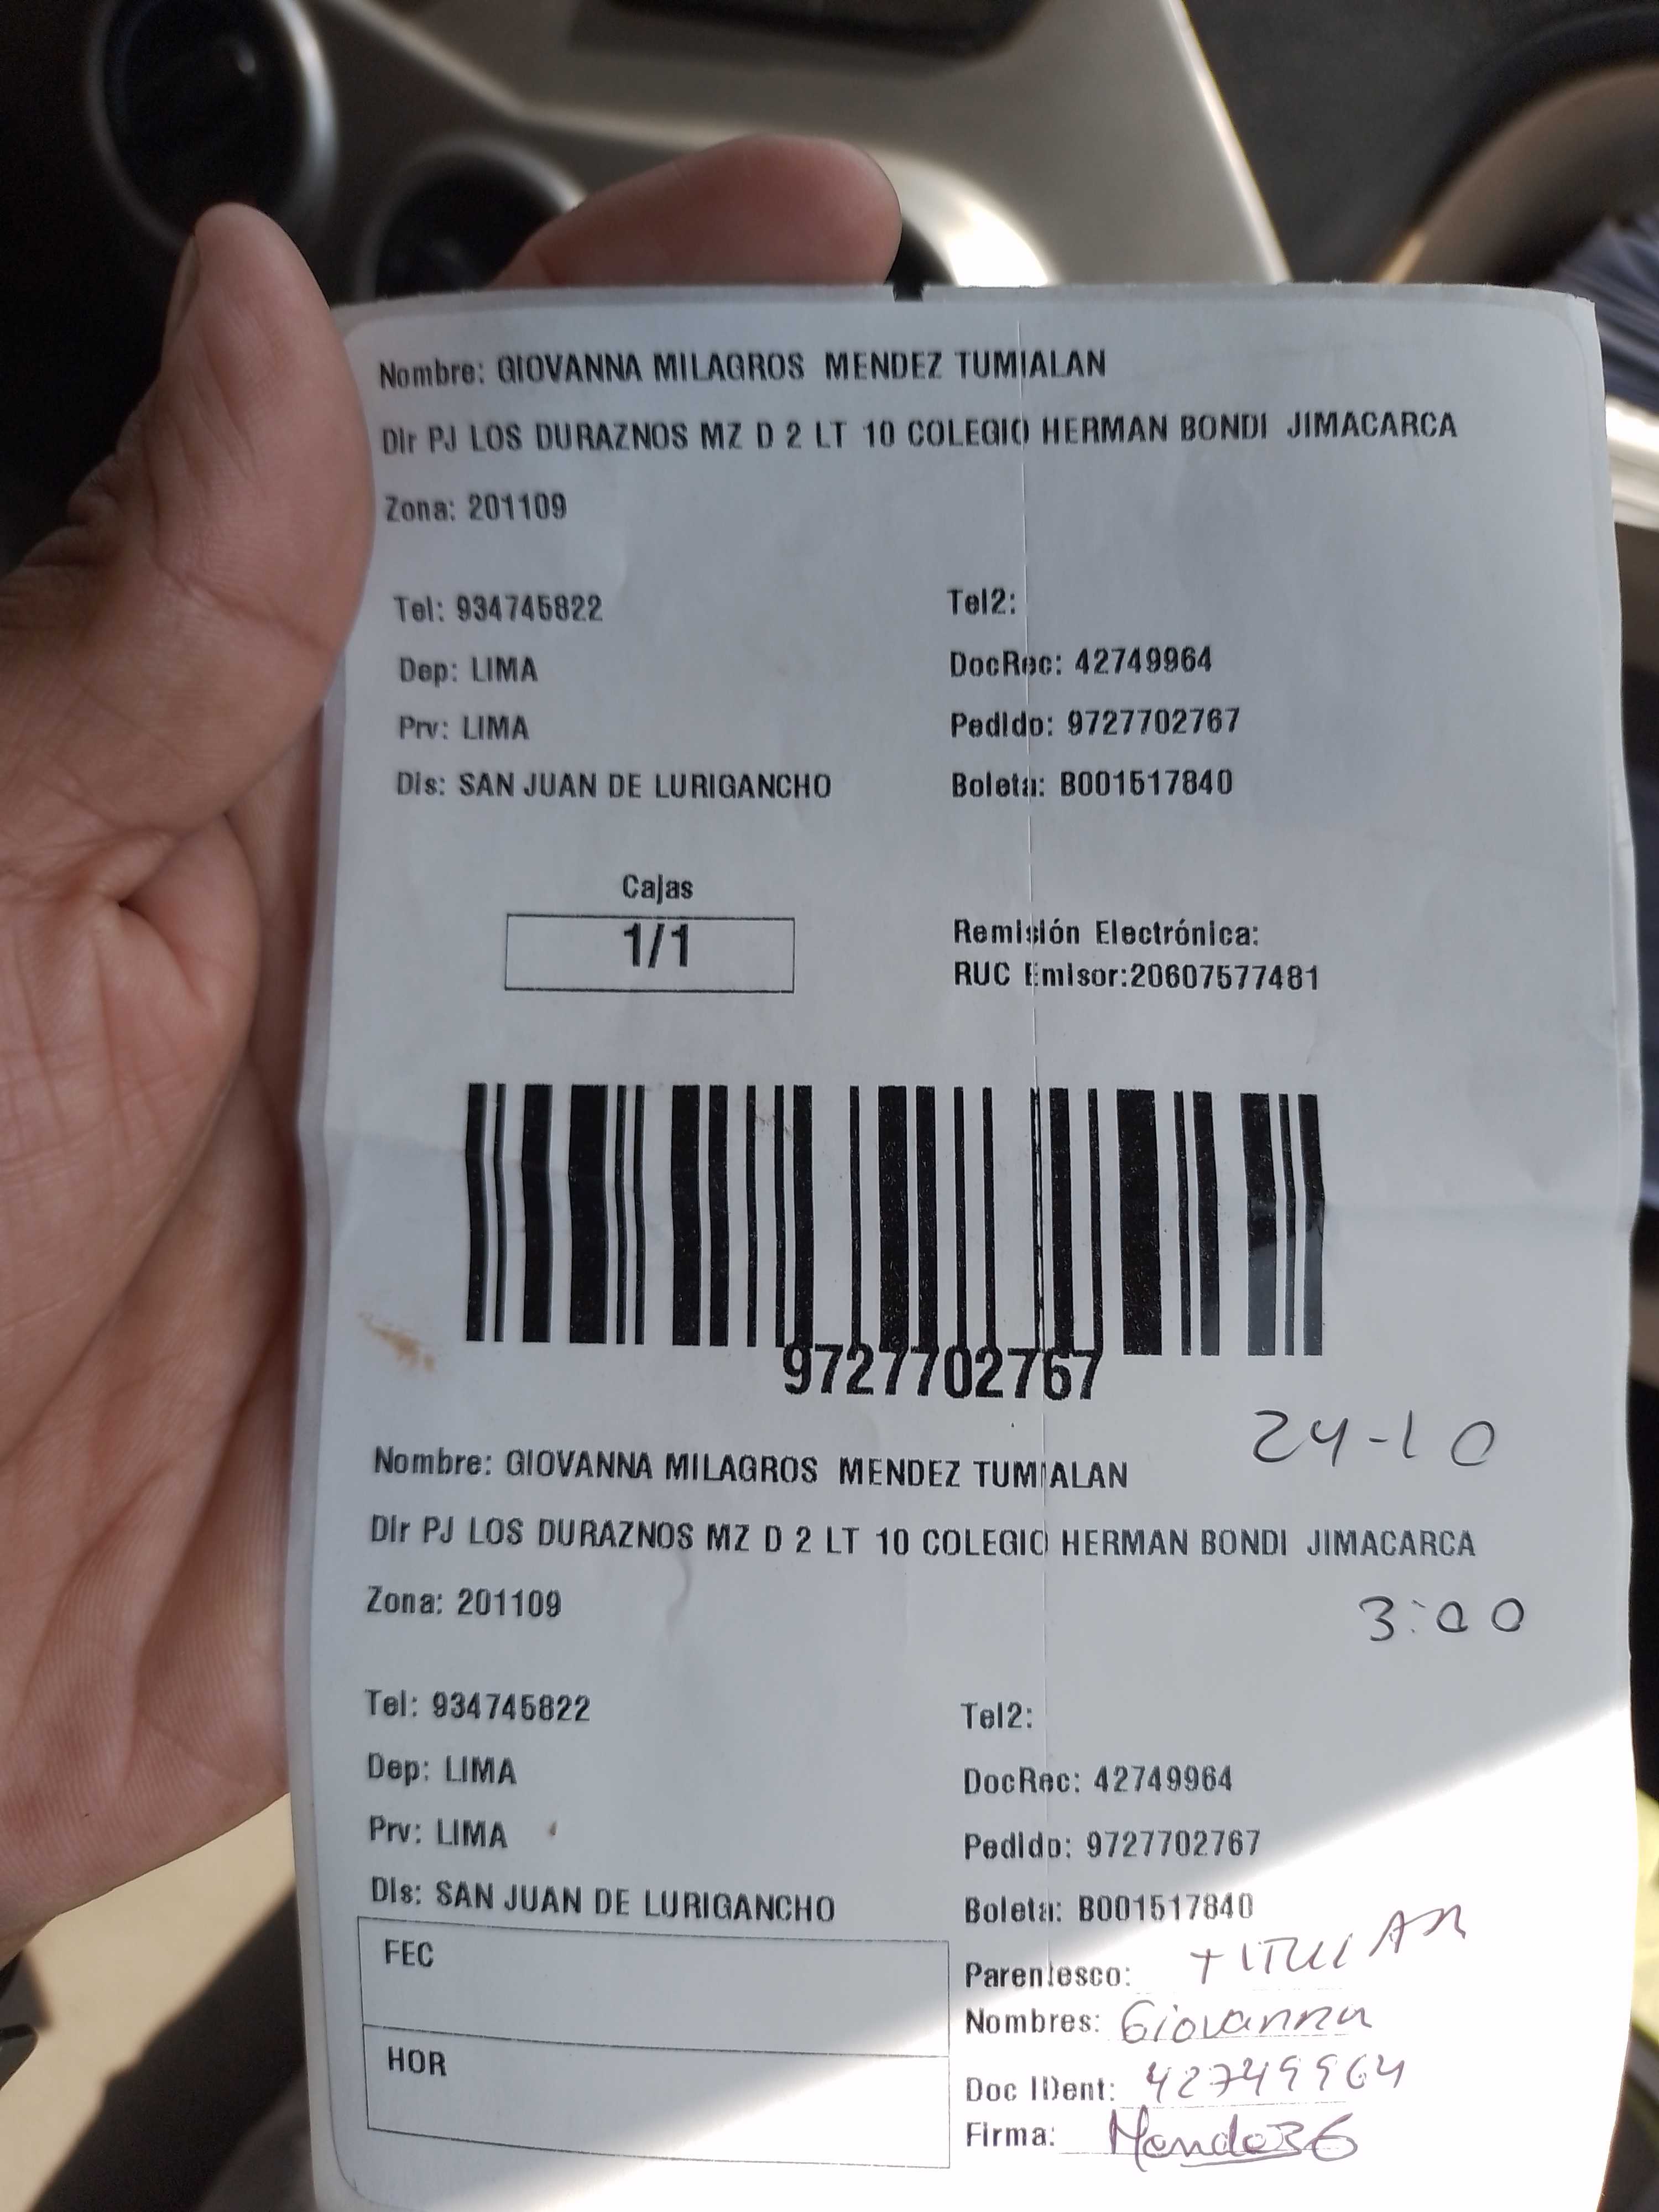 Nombre: GIOVANNA MILAGROS MENDEZ TUMIALAN
Dir PJ LOS DURAZNOS MZ D 2 LT 10 COLEGIO HERMAN BONDI JIMACARCA
Zona: 201109
Tel: 934745822 Tel2:
Dep: LIMA DocRec: 42749964
Prv: LIMA Pedido: 9727702767
Dis: SAN JUAN DE LURIGANCHO Boleta: B001517840
Cajas
1/1
Remisión Electrónica:
RUC Emisor:20607577481
9727702767
24-10
Nombre: GIOVANNA MILAGROS MENDEZ TUMIALAN
Dir PJ LOS DURAZNOS MZ D 2 LT 10 COLEGIO HERMAN BONDI JIMACARCA
Zona: 201109
3:00
Tel: 934745822 Tel2:
Dep: LIMA DocRec: 42749964
Prv: LIMA Pedido: 9727702767
Dis: SAN JUAN DE LURIGANCHO Boleta: B001517840
FEC
Parentesco: TITULAR
Nombres: Giovanna
HOR
Doc IDent: 42749964
Firma: